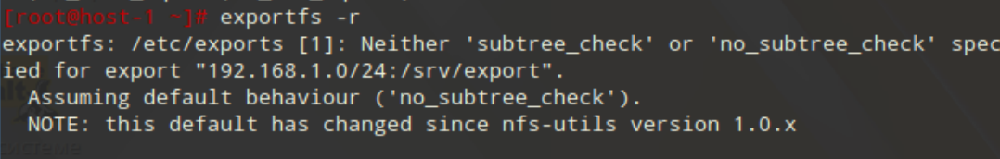 [root@host-1 ~]# exportfs -r
exportfs: /etc/exports [1]: Neither 'subtree_check' or 'no_subtree_check' spec
ied for export "192.168.1.0/24:/srv/export".
  Assuming default behaviour ('no_subtree_check').
  NOTE: this default has changed since nfs-utils version 1.0.x